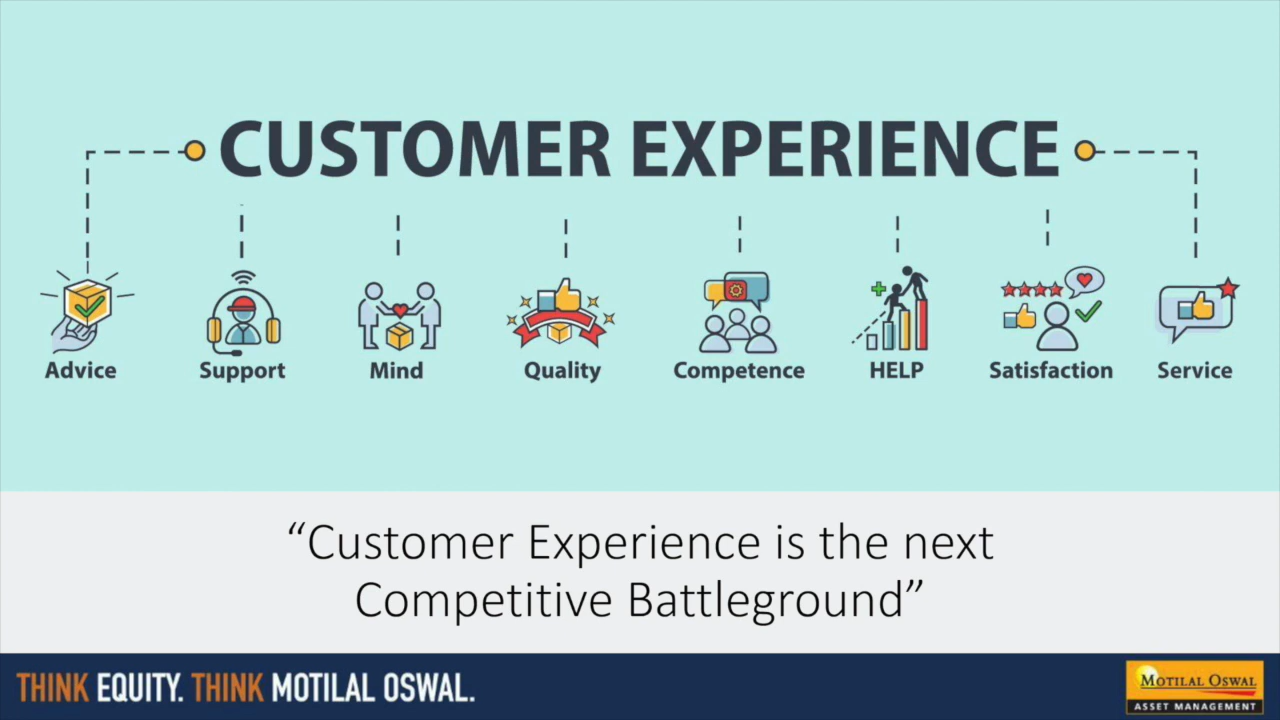 CUSTOMER EXPERIENCE
Advice
Support
Mind
Quality
Competence
HELP
Satisfaction
Service
“Customer Experience is the next
Competitive Battleground”
THINK EQUITY. THINK MOTILAL OSWAL.
MOTILAL OSWAL
ASSET MANAGEMENT